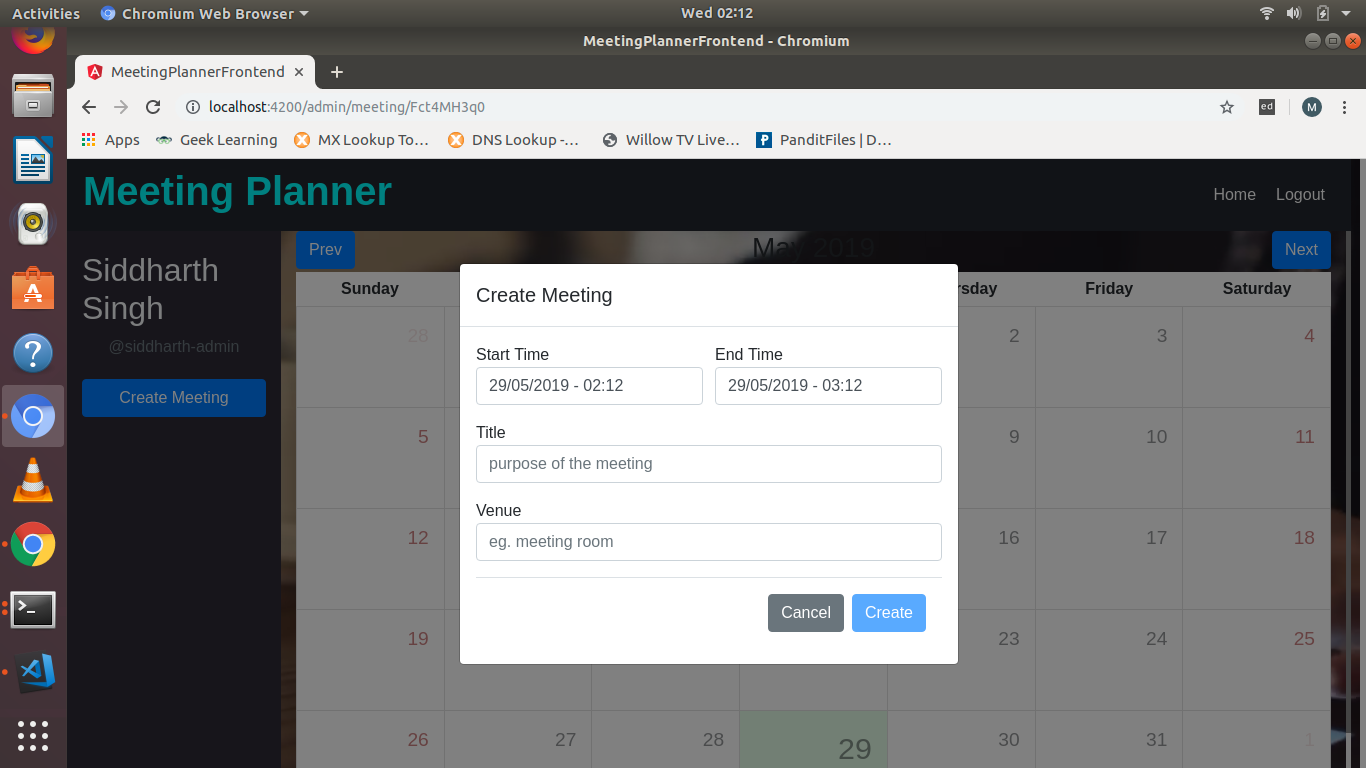 Activities Chromium Web Browser Wed 02:12
MeetingPlannerFrontend - Chromium
MeetingPlannerFrontend
localhost:4200/admin/meeting/Fct4MH3q0 ed M
Apps Geek Learning MX Lookup To… DNS Lookup -… Willow TV Live… PanditFiles | D…
Meeting Planner Home Logout
Siddharth
Singh
@siddharth-admin
Create Meeting
Prev May 2019 Next
Sunday rsday Friday Saturday
28 2 3 4
5 9 10 11
12 16 17 18
19 23 24 25
26 27 28 29 30 31 1
Create Meeting
Start Time End Time
29/05/2019 - 02:12 29/05/2019 - 03:12
Title
purpose of the meeting
Venue
eg. meeting room
Cancel Create